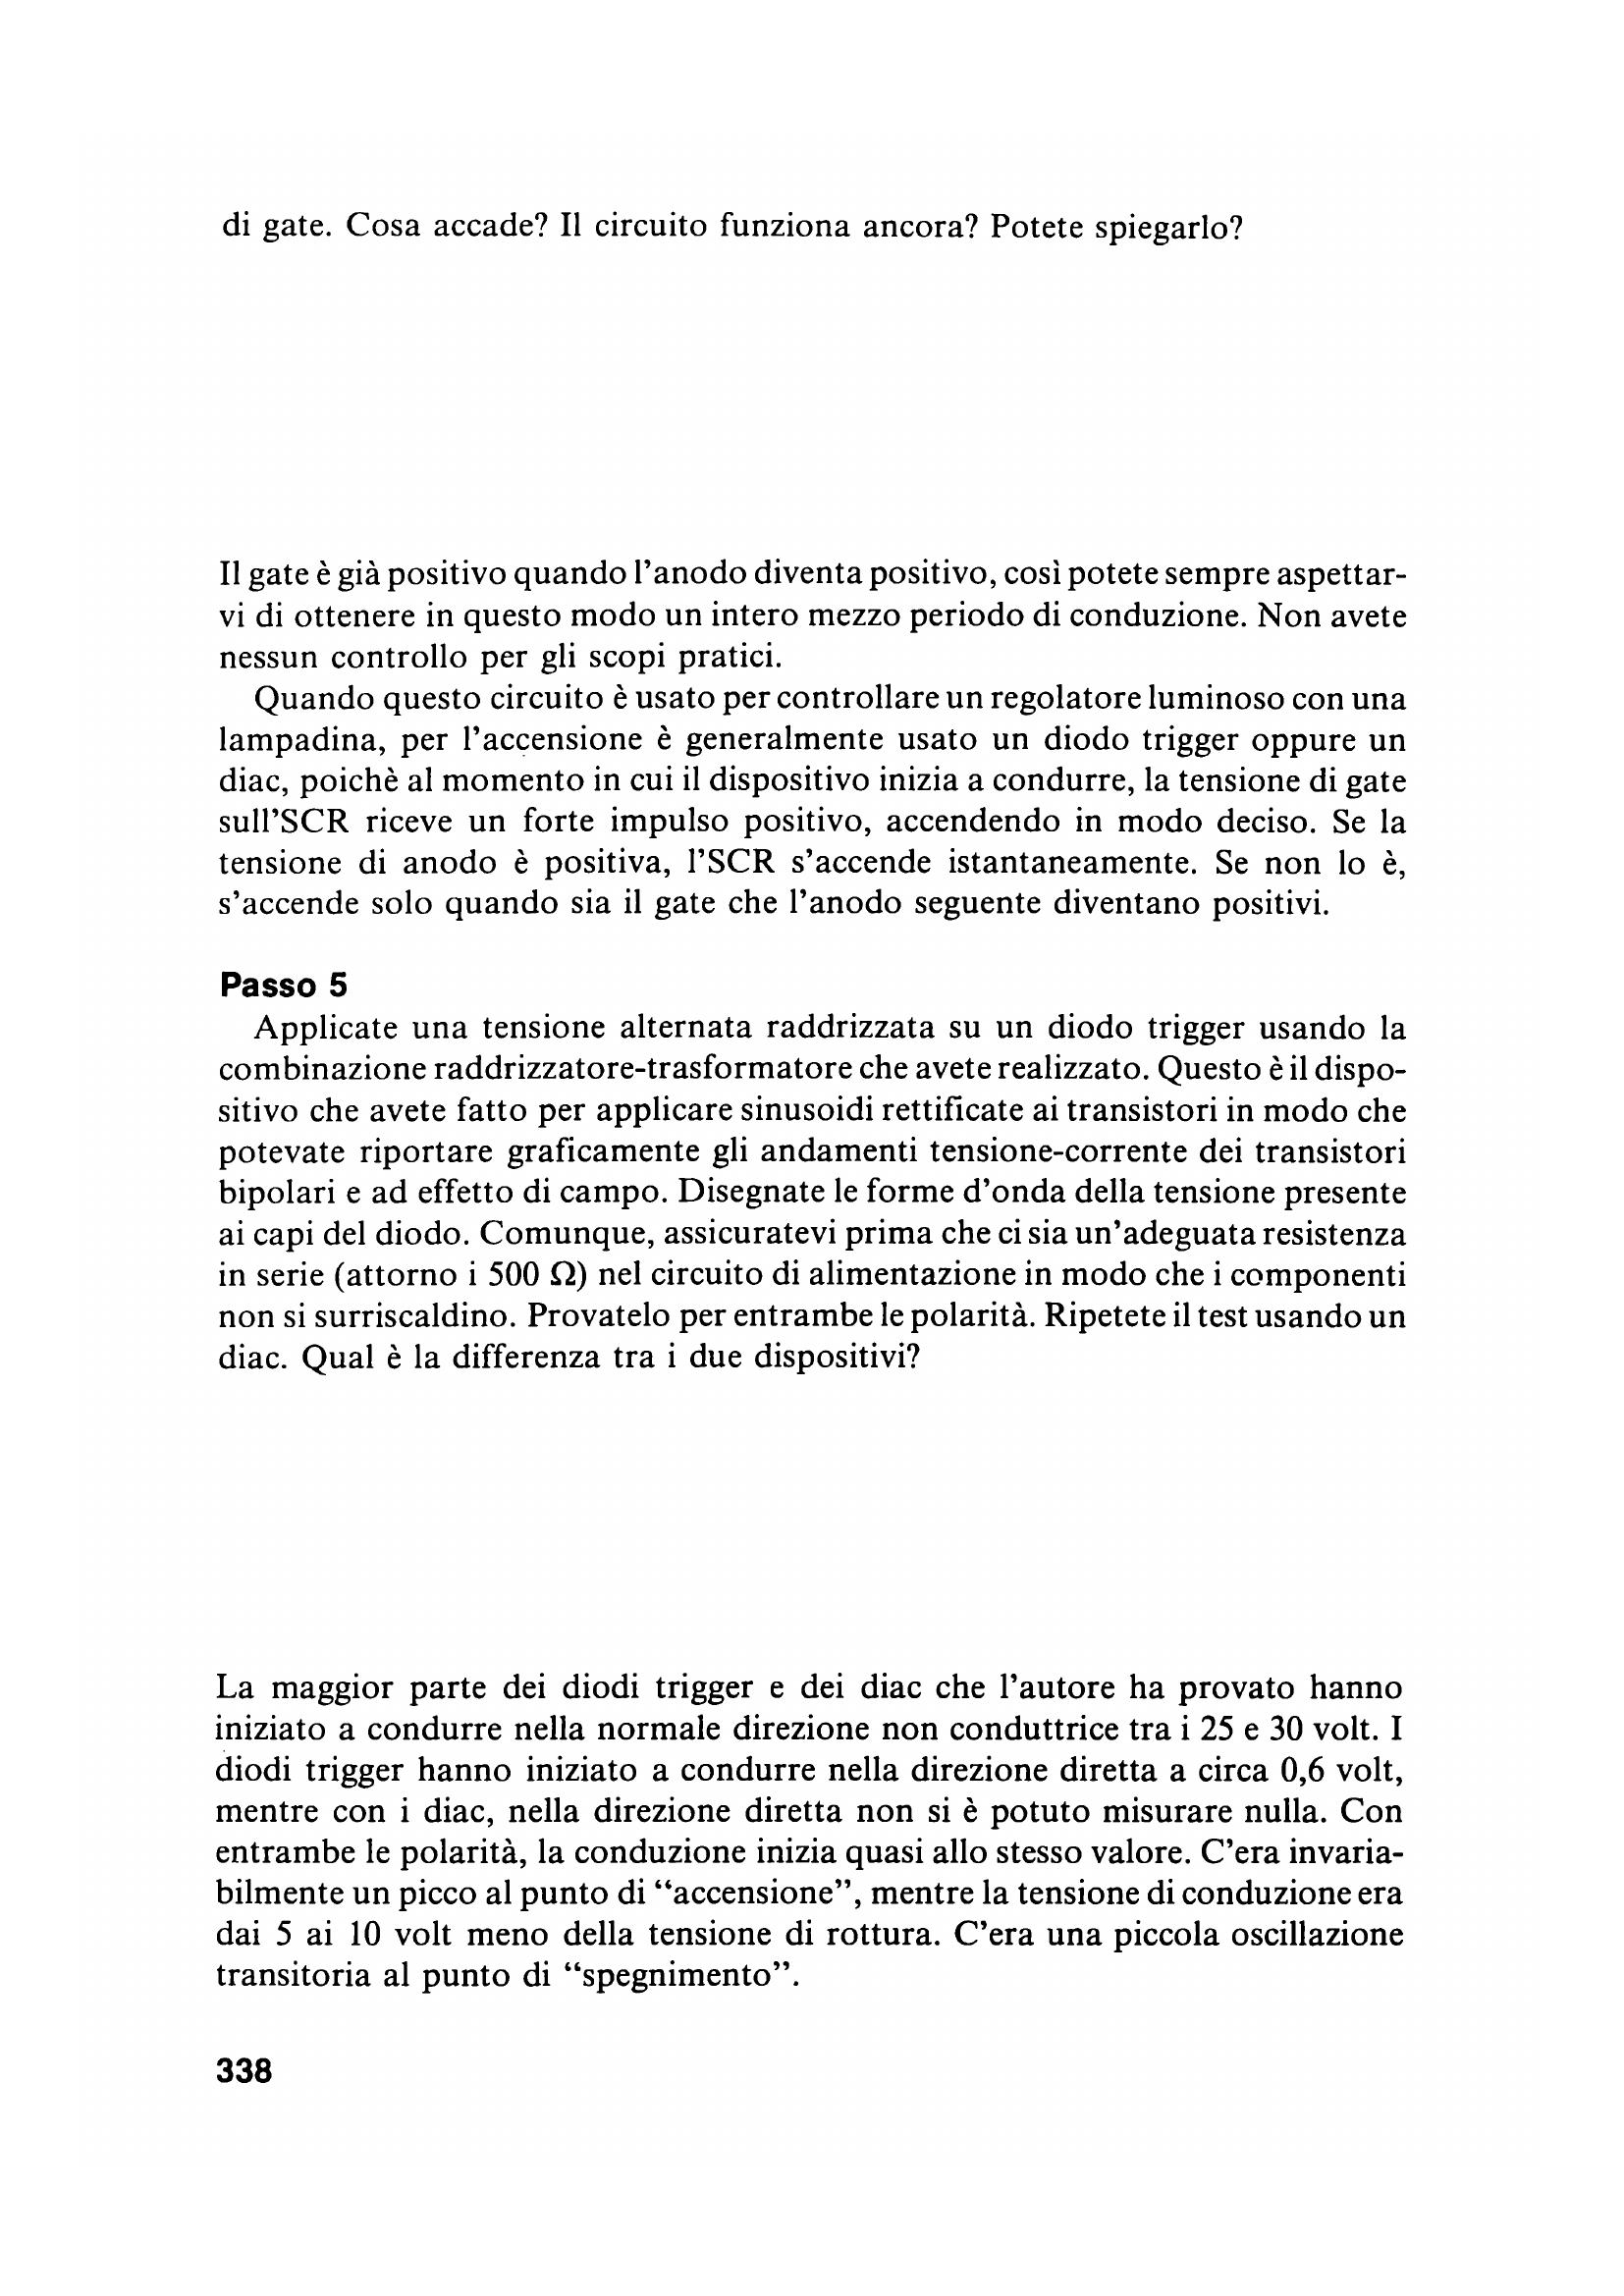 di gate. Cosa accade? Il circuito funziona ancora? Potete spiegarlo?
Il gate è già positivo quando l'anodo diventa positivo, così potete sempre aspettar-
vi di ottenere in questo modo un intero mezzo periodo di conduzione. Non avete
nessun controllo per gli scopi pratici.
Quando questo circuito è usato per controllare un regolatore luminoso con una
lampadina, per l'accensione è generalmente usato un diodo trigger oppure un
diac, poichè al momento in cui il dispositivo inizia a condurre, la tensione di gate
sull'SCR riceve un forte impulso positivo, accendendo in modo deciso. Se la
tensione di anodo è positiva, l'SCR s'accende istantaneamente. Se non lo è,
s'accende solo quando sia il gate che l'anodo seguente diventano positivi.
Passo 5
Applicate una tensione alternata raddrizzata su un diodo trigger usando la
combinazione raddrizzatore-trasformatore che avete realizzato. Questo è il dispo-
sitivo che avete fatto per applicare sinusoidi rettificate ai transistori in modo che
potevate riportare graficamente gli andamenti tensione-corrente dei transistori
bipolari e ad effetto di campo. Disegnate le forme d'onda della tensione presente
ai capi del diodo. Comunque, assicuratevi prima che ci sia un'adeguata resistenza
in serie (attorno i 500 Ω) nel circuito di alimentazione in modo che i componenti
non si surriscaldino. Provatelo per entrambe le polarità. Ripetete il test usando un
diac. Qual è la differenza tra i due dispositivi?
La maggior parte dei diodi trigger e dei diac che l'autore ha provato hanno
iniziato a condurre nella normale direzione non conduttrice tra i 25 e 30 volt. I
diodi trigger hanno iniziato a condurre nella direzione diretta a circa 0,6 volt,
mentre con i diac, nella direzione diretta non si è potuto misurare nulla. Con
entrambe le polarità, la conduzione inizia quasi allo stesso valore. C'era invaria-
bilmente un picco al punto di "accensione", mentre la tensione di conduzione era
dai 5 ai 10 volt meno della tensione di rottura. C'era una piccola oscillazione
transitoria al punto di "spegnimento".
338